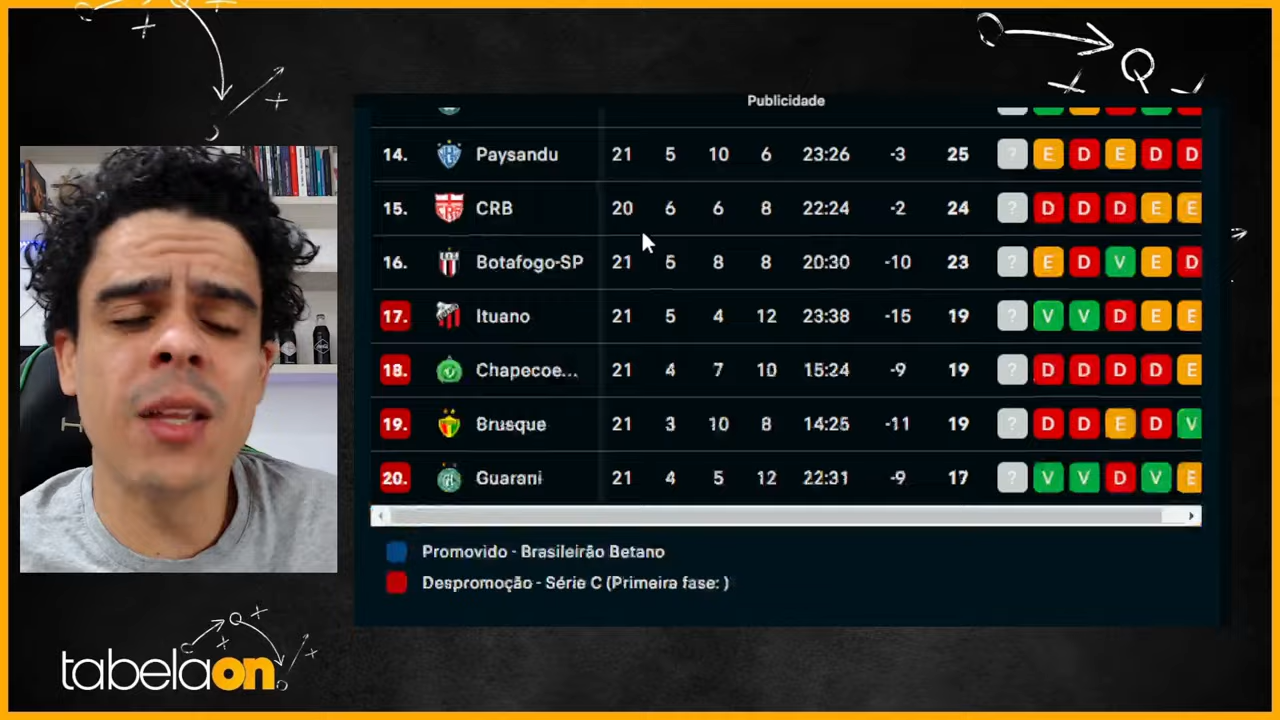 Publicidade
14. Paysandu 21 5 10 6 23:26 -3 25 ? E D E D D
15. CRB 20 6 6 8 22:24 -2 24 ? D D D E E
16. Botafogo-SP 21 5 8 8 20:30 -10 23 ? E D V E D
17. Ituano 21 5 4 12 23:38 -15 19 ? V V D E E
18. Chapecoe... 21 4 7 10 15:24 -9 19 ? D D D D E
19. Brusque 21 3 10 8 14:25 -11 19 ? D D E D V
20. Guarani 21 4 5 12 22:31 -9 17 ? V V D V E
Promovido - Brasileirão Betano
Despromoção - Série C (Primeira fase: )
tabelaon